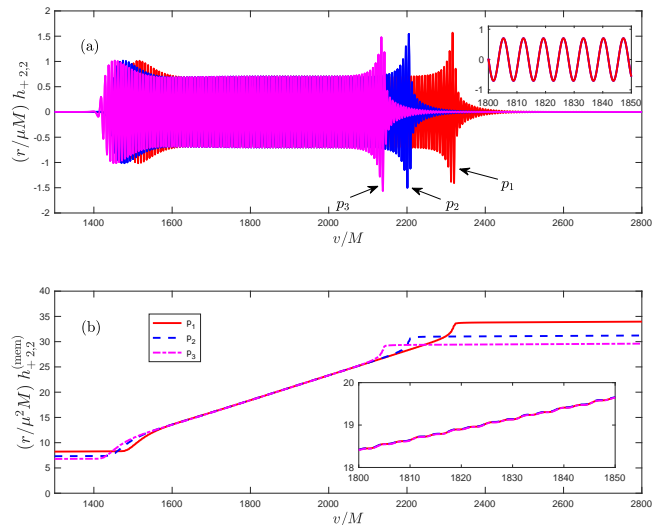 (a)
(r/μM) h₊ ₂,₂
2
1.5
1
0.5
0
-0.5
-1
-1.5
-2
1400 1600 1800 2000 2200 2400 2600 2800
v/M
p₃ p₂ p₁
1
0
-1
1800 1810 1820 1830 1840 1850
(b)
(r/μ²M) h₊ ₂,₂^(mem)
40
35
30
25
20
15
10
5
0
1400 1600 1800 2000 2200 2400 2600 2800
v/M
p₁
p₂
p₃
20
19
18
1800 1810 1820 1830 1840 1850